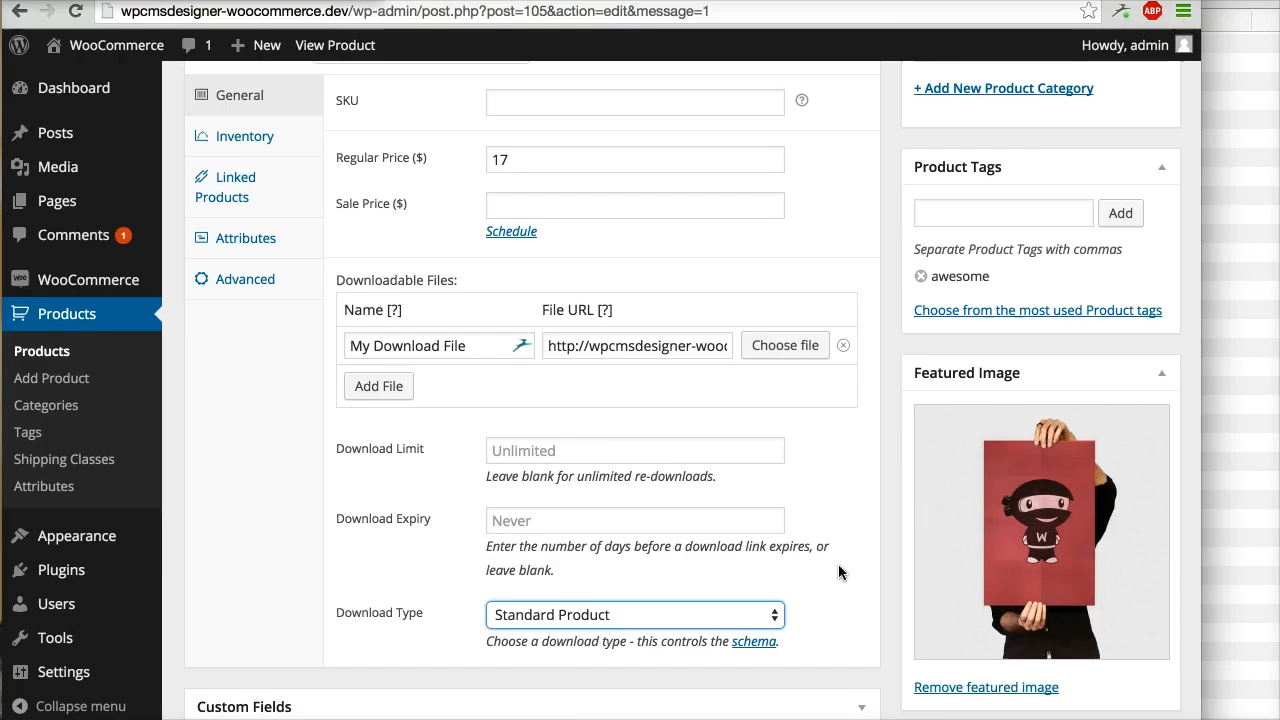 wpcmsdesigner-woocommerce.dev/wp-admin/post.php?post=105&action=edit&message=1
ABP
WooCommerce 1 New View Product Howdy, admin
Dashboard
Posts
Media
Pages
Comments 1
WooCommerce
Products
Products
Add Product
Categories
Tags
Shipping Classes
Attributes
Appearance
Plugins
Users
Tools
Settings
Collapse menu
General
Inventory
Linked
Products
Attributes
Advanced
SKU
Regular Price ($) 17
Sale Price ($)
Schedule
Downloadable Files:
Name [?] File URL [?]
My Download File http://wpcmsdesigner-wooc Choose file
Add File
Download Limit Unlimited
Leave blank for unlimited re-downloads.
Download Expiry Never
Enter the number of days before a download link expires, or
leave blank.
Download Type Standard Product
Choose a download type - this controls the schema.
Custom Fields
+ Add New Product Category
Product Tags
Add
Separate Product Tags with commas
awesome
Choose from the most used Product tags
Featured Image
W
Remove featured image